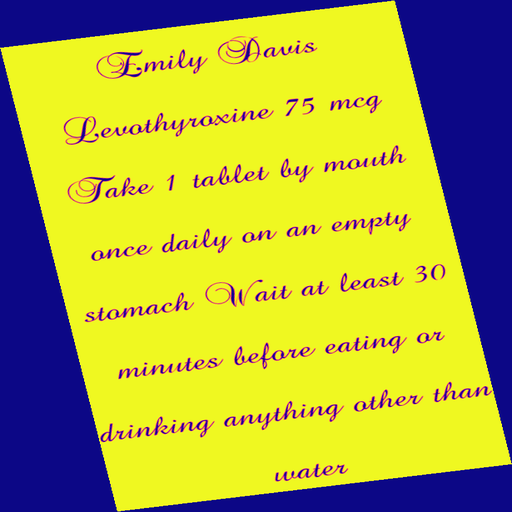 Emily Davis
Levothyroxine 75 mcg
Take 1 tablet by mouth
once daily on an empty
stomach Wait at least 30
minutes before eating or
drinking anything other than
water